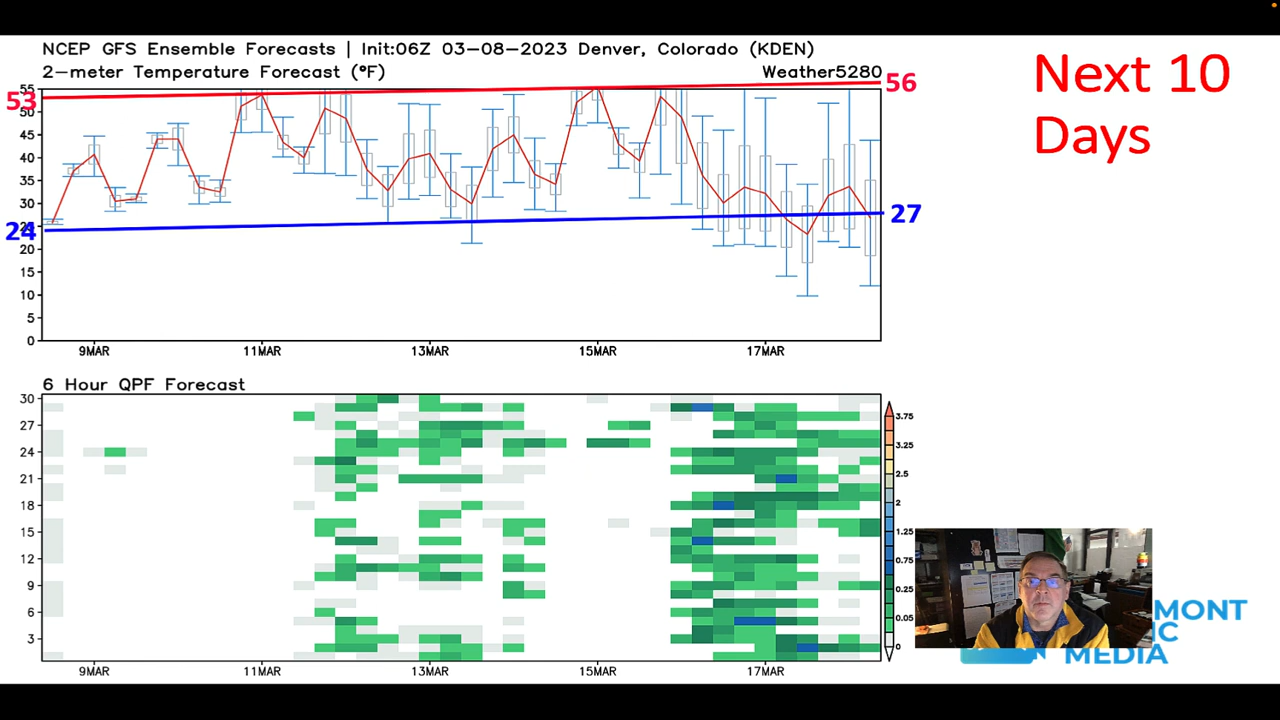 NCEP GFS Ensemble Forecasts | Init:06Z 03-08-2023 Denver, Colorado (KDEN)
2-meter Temperature Forecast (°F)
Weather5280
Next 10
Days
53
56
24
27
55
50
45
40
35
30
20
15
10
5
0
9MAR
11MAR
13MAR
15MAR
17MAR
6 Hour QPF Forecast
30
27
24
21
18
15
12
9
6
3
9MAR
11MAR
13MAR
15MAR
17MAR
3.75
3.25
2.5
2
1.25
0.75
0.25
0.05
0
MONT
IC
MEDIA